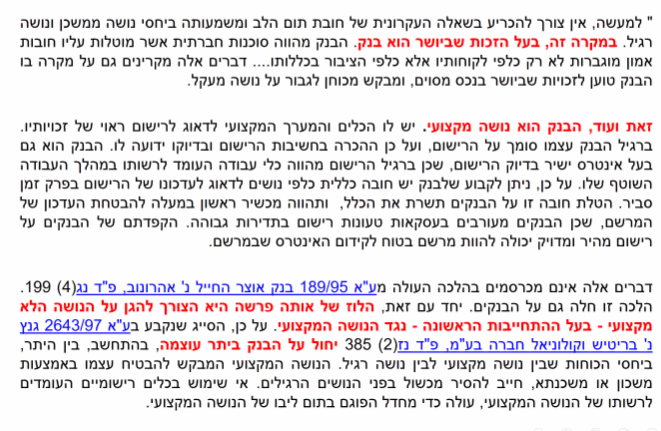 " למעשה, אין צורך להכריע בשאלה העקרונית של חובת תום הלב ומשמעותה ביחסי נושה ממשכן ונושה
רגיל. במקרה זה, בעל הזכות שביושר הוא בנק. הבנק מהווה סוכנות חברתית אשר מוטלות עליו חובות
אמון מוגברות לא רק כלפי לקוחותיו אלא כלפי הציבור בכללותו.... דברים אלה מקרינים גם על מקרה בו
הבנק טוען לזכויות שביושר בנכס מסוים, ומבקש מכוחן לגבור על נושה מעקל.
זאת ועוד, הבנק הוא נושה מקצועי. יש לו הכלים והמערך המקצועי לדאוג לרישום ראוי של זכויותיו.
ברגיל הבנק עצמו סומך על הרישום, ועל כן ההכרה בחשיבות הרישום ובדיוקו ידועה לו. הבנק הוא גם
בעל אינטרס ישיר בדיוק הרישום, שכן ברגיל הרישום מהווה כלי עבודה העומד לרשותו במהלך העבודה
השוטף שלו. על כן, ניתן לקבוע שלבנק יש חובה כללית כלפי נושים לדאוג לעדכונו של הרישום בפרק זמן
סביר. הטלת חובה זו על הבנקים תשרת את הכלל, ותהווה מכשיר ראשון במעלה להבטחת העדכון של
המרשם, שכן הבנקים מעורבים בעסקאות טעונות רישום בתדירות גבוהה. הקפדתם של הבנקים על
רישום מהיר ומדויק יכולה להוות מרשם בטוח לקידום האינטרס שבמרשם.
דברים אלה אינם מכרסמים בהלכה העולה מע"א 189/95 בנק אוצר החייל נ' אהרונוב, פ"ד נג(4) 199.
הלכה זו חלה גם על הבנקים. יחד עם זאת, הלוז של אותה פרשה היא הצורך להגן על הנושה הלא
מקצועי - בעל ההתחייבות הראשונה - נגד הנושה המקצועי. על כן, הסייג שנקבע בע"א 2643/97 גנץ
נ' בריטיש וקולוניאל חברה בע"מ, פ"ד נז(2) 385 יחול על הבנק ביתר עוצמה, בהתחשב, בין היתר,
ביחסי הכוחות שבין נושה מקצועי לבין נושה רגיל. הנושה המקצועי המבקש להבטיח עצמו באמצעות
משכון או משכנתא, חייב להסיר מכשול בפני הנושים הרגילים. אי שימוש בכלים רישומיים העומדים
לרשותו של הנושה המקצועי, עולה כדי מחדל הפוגם בתום ליבו של הנושה המקצועי.